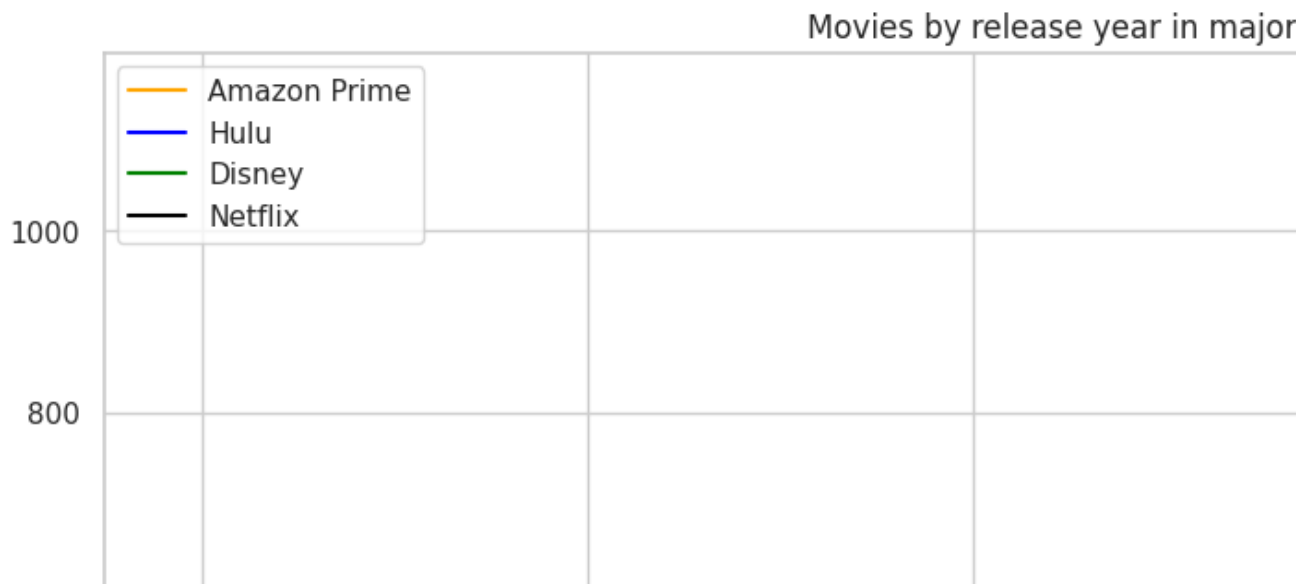 Movies by release year in major
Amazon Prime
Hulu
Disney
Netflix
1000
800